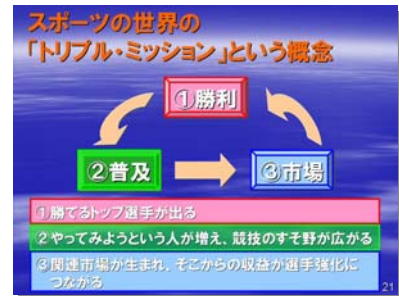 スポーツの世界の
「トリプル・ミッション」という概念
①勝利
②普及
③市場
①勝てるトップ選手が出る
②やってみようという人が増え、競技のすそ野が広がる
③関連市場が生まれ、そこからの収益が選手強化に
つながる
21